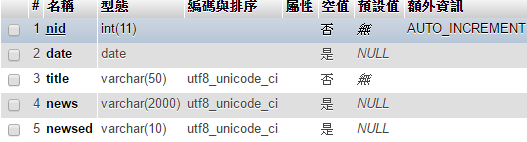 # 名稱 型態 編碼與排序 屬性 空值 預設值 額外資訊
1 nid int(11) 否 無 AUTO_INCREMENT
2 date date 是 NULL
3 title varchar(50) utf8_unicode_ci 否 無
4 news varchar(2000) utf8_unicode_ci 是 NULL
5 newsed varchar(10) utf8_unicode_ci 是 NULL